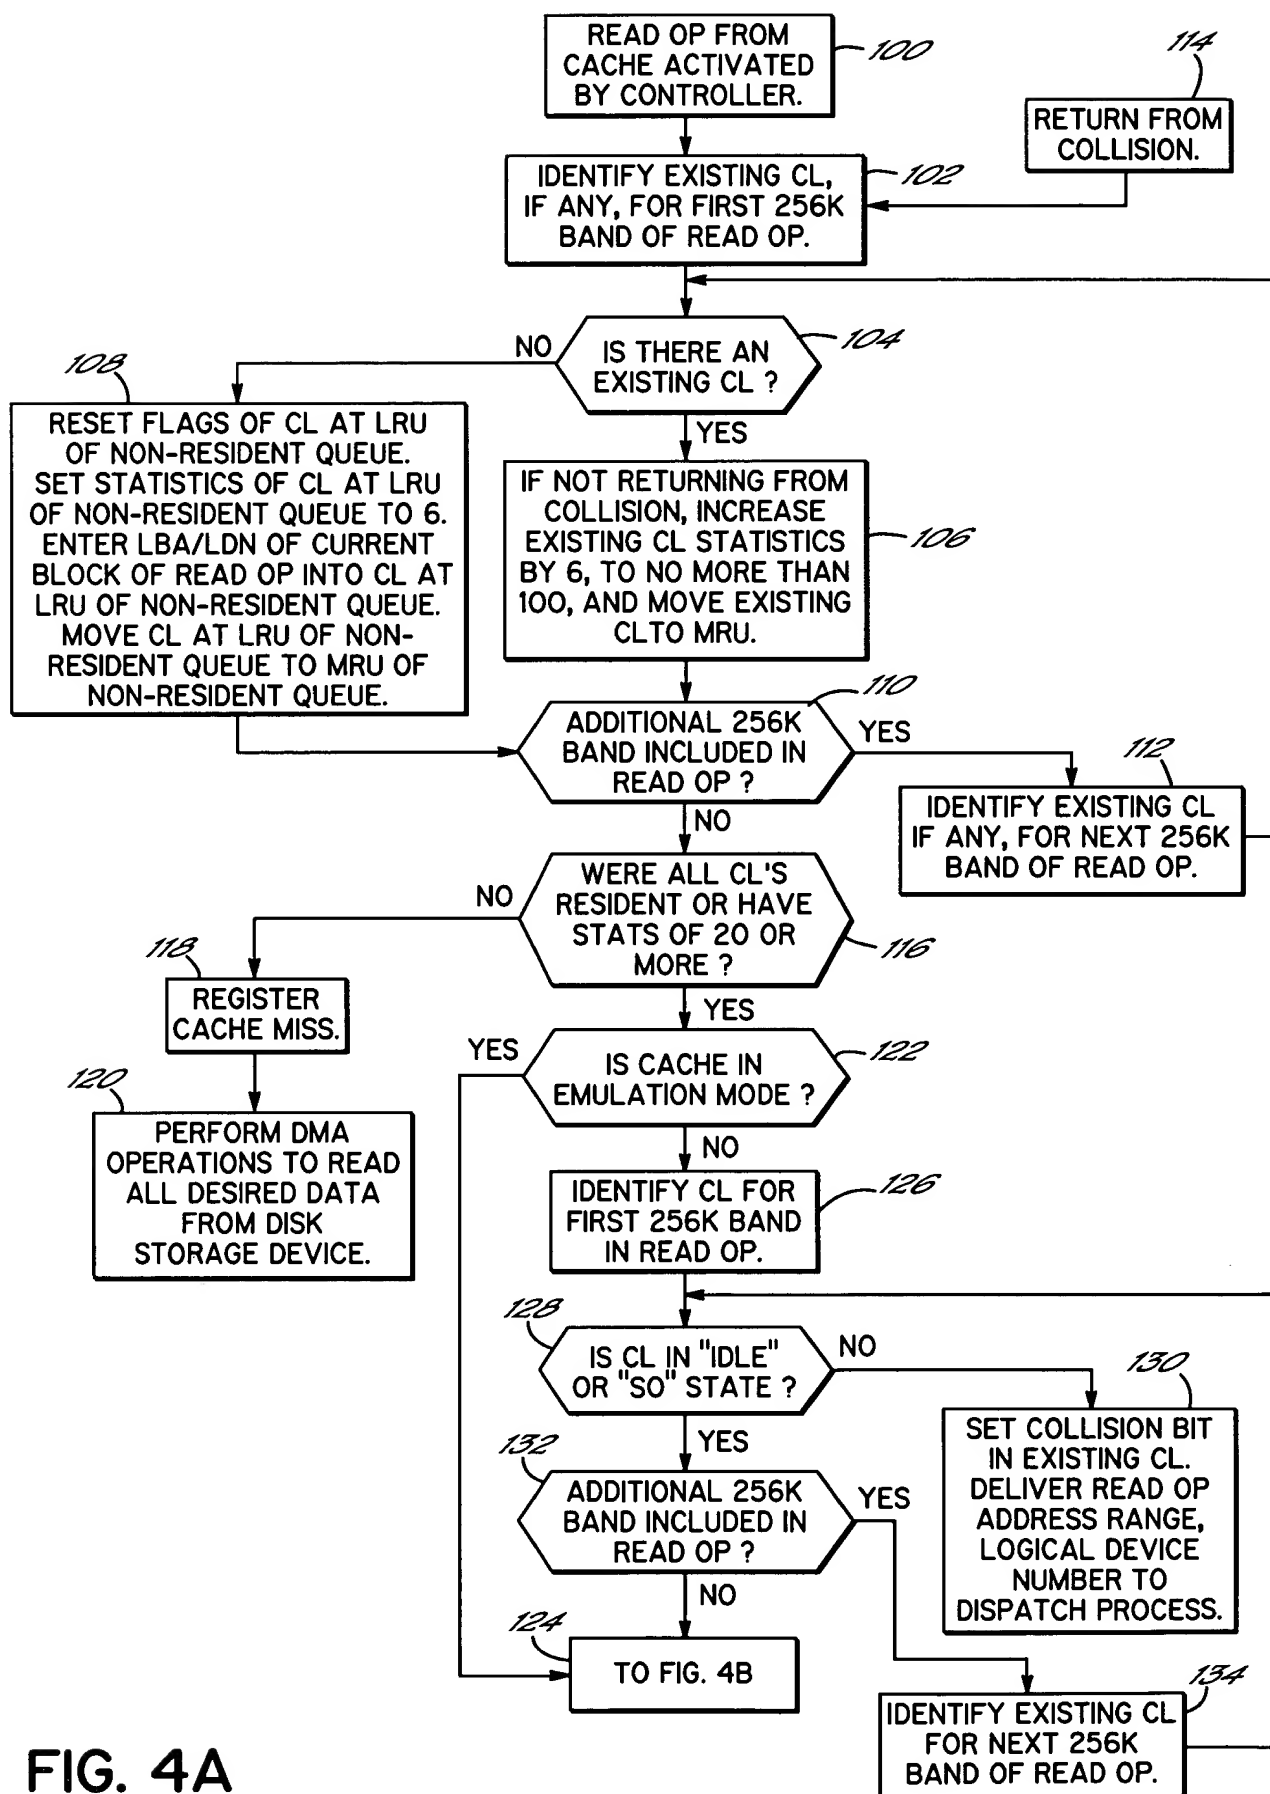 READ OP FROM
CACHE ACTIVATED
BY CONTROLLER.
100
114
RETURN FROM
COLLISION.
IDENTIFY EXISTING CL,
IF ANY, FOR FIRST 256K
BAND OF READ OP.
102
IS THERE AN
EXISTING CL ?
104
NO
YES
108
RESET FLAGS OF CL AT LRU
OF NON-RESIDENT QUEUE.
SET STATISTICS OF CL AT LRU
OF NON-RESIDENT QUEUE TO 6.
ENTER LBA/LDN OF CURRENT
BLOCK OF READ OP INTO CL AT
LRU OF NON-RESIDENT QUEUE.
MOVE CL AT LRU OF NON-
RESIDENT QUEUE TO MRU OF
NON-RESIDENT QUEUE.
IF NOT RETURNING FROM
COLLISION, INCREASE
EXISTING CL STATISTICS
BY 6, TO NO MORE THAN
100, AND MOVE EXISTING
CLTO MRU.
106
110
ADDITIONAL 256K
BAND INCLUDED IN
READ OP ?
YES
NO
112
IDENTIFY EXISTING CL
IF ANY, FOR NEXT 256K
BAND OF READ OP.
WERE ALL CL'S
RESIDENT OR HAVE
STATS OF 20 OR
MORE ?
116
NO
YES
118
REGISTER
CACHE MISS.
120
PERFORM DMA
OPERATIONS TO READ
ALL DESIRED DATA
FROM DISK
STORAGE DEVICE.
IS CACHE IN
EMULATION MODE ?
122
YES
NO
IDENTIFY CL FOR
FIRST 256K BAND
IN READ OP.
126
128
IS CL IN "IDLE"
OR "SO" STATE ?
NO
YES
130
SET COLLISION BIT
IN EXISTING CL.
DELIVER READ OP
ADDRESS RANGE,
LOGICAL DEVICE
NUMBER TO
DISPATCH PROCESS.
132
ADDITIONAL 256K
BAND INCLUDED IN
READ OP ?
YES
NO
124
TO FIG. 4B
134
IDENTIFY EXISTING CL
FOR NEXT 256K
BAND OF READ OP.
FIG. 4A